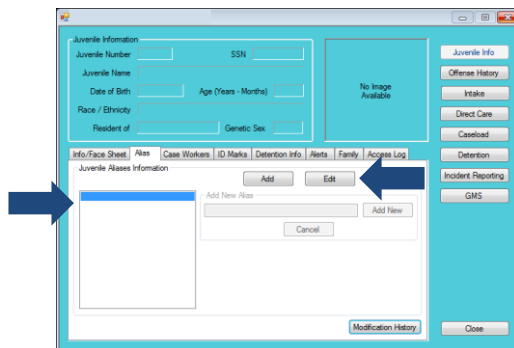 Juvenile Information
Juvenile Number SSN
Juvenile Name
Date of Birth Age (Years - Months)
Race / Ethnicity
Resident of Genetic Sex
No Image
Available
Juvenile Info
Offense History
Intake
Direct Care
Caseload
Detention
Incident Reporting
GMS
Info/Face Sheet Alias Case Workers ID Marks Detention Info Alerts Family Access Log
Juvenile Aliases Information
Add Edit
Add New Alias
Add New
Cancel
Modification History
Close